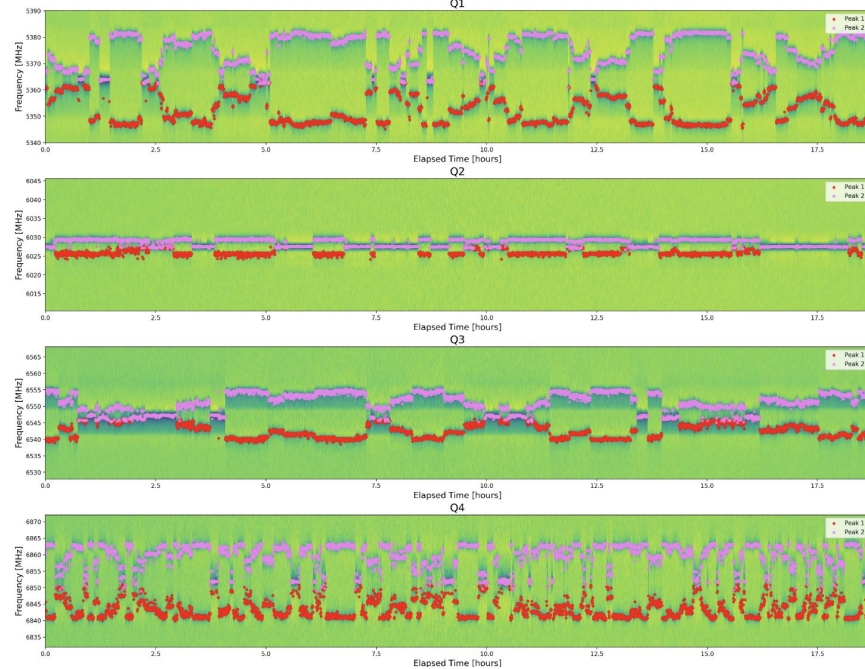 Q1
5390
5380
5370
5360
5350
5340
Frequency [MHz]
Peak 1
Peak 2
0.0 2.5 5.0 7.5 10.0 12.5 15.0 17.5
Elapsed Time [hours]
Q2
6045
6040
6035
6030
6025
6020
6015
Frequency [MHz]
Peak 1
Peak 2
0.0 2.5 5.0 7.5 10.0 12.5 15.0 17.5
Elapsed Time [hours]
Q3
6565
6560
6555
6550
6545
6540
6535
6530
Frequency [MHz]
Peak 1
Peak 2
0.0 2.5 5.0 7.5 10.0 12.5 15.0 17.5
Elapsed Time [hours]
Q4
6870
6865
6860
6855
6850
6845
6840
6835
Frequency [MHz]
Peak 1
Peak 2
0.0 2.5 5.0 7.5 10.0 12.5 15.0 17.5
Elapsed Time [hours]